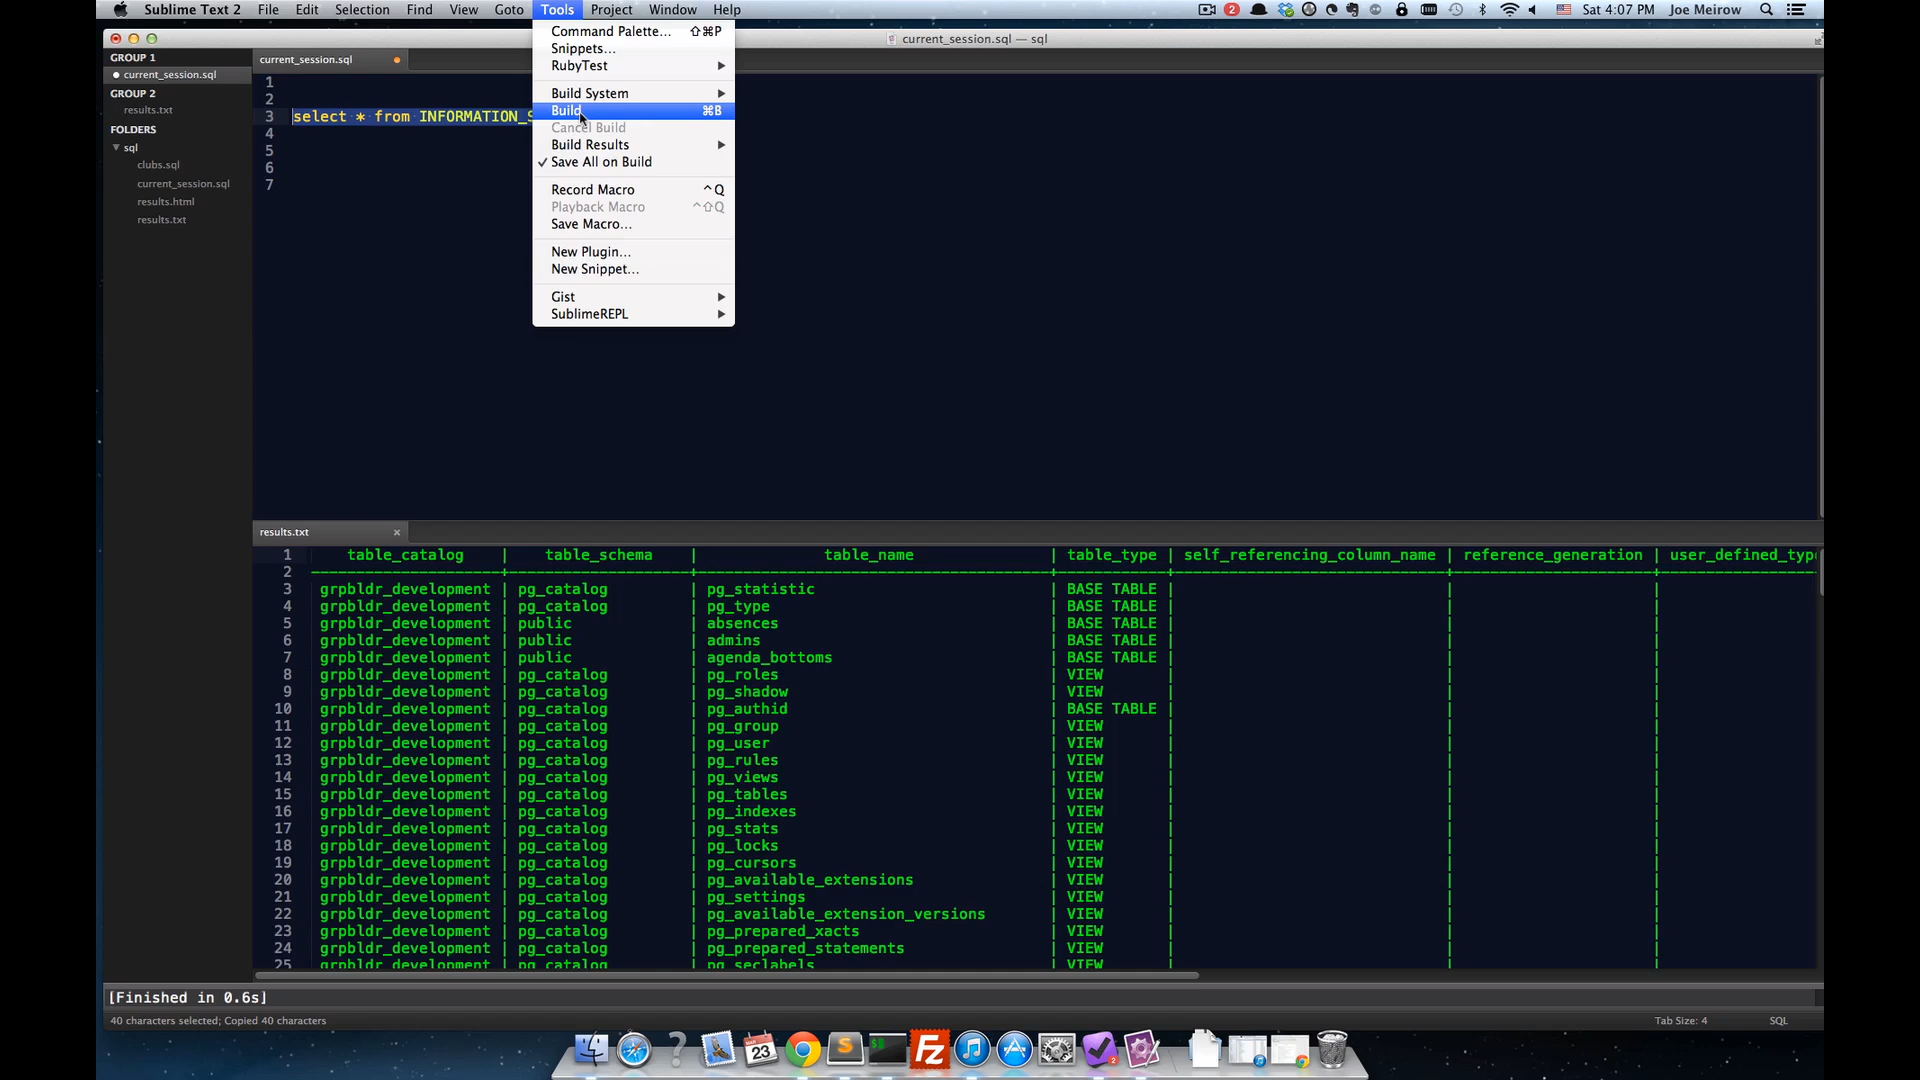 Sublime Text 2 File Edit Selection Find View Goto Tools Project Window Help 2 Sat 4:07 PM Joe Meirow
current_session.sql — sql
GROUP 1
current_session.sql
GROUP 2
results.txt
FOLDERS
sql
clubs.sql
current_session.sql
results.html
results.txt
current_session.sql
1
2
3 select * from INFORMATION_S
4
5
6
7
Command Palette... ⇧⌘P
Snippets...
RubyTest
Build System
Build ⌘B
Cancel Build
Build Results
✓ Save All on Build
Record Macro ^Q
Playback Macro ^⇧Q
Save Macro...
New Plugin...
New Snippet...
Gist
SublimeREPL
results.txt
1 table_catalog | table_schema | table_name | table_type | self_referencing_column_name | reference_generation | user_defined_typ
2
3 grpbldr_development | pg_catalog | pg_statistic | BASE TABLE | | |
4 grpbldr_development | pg_catalog | pg_type | BASE TABLE | | |
5 grpbldr_development | public | absences | BASE TABLE | | |
6 grpbldr_development | public | admins | BASE TABLE | | |
7 grpbldr_development | public | agenda_bottoms | BASE TABLE | | |
8 grpbldr_development | pg_catalog | pg_roles | VIEW | | |
9 grpbldr_development | pg_catalog | pg_shadow | VIEW | | |
10 grpbldr_development | pg_catalog | pg_authid | BASE TABLE | | |
11 grpbldr_development | pg_catalog | pg_group | VIEW | | |
12 grpbldr_development | pg_catalog | pg_user | VIEW | | |
13 grpbldr_development | pg_catalog | pg_rules | VIEW | | |
14 grpbldr_development | pg_catalog | pg_views | VIEW | | |
15 grpbldr_development | pg_catalog | pg_tables | VIEW | | |
16 grpbldr_development | pg_catalog | pg_indexes | VIEW | | |
17 grpbldr_development | pg_catalog | pg_stats | VIEW | | |
18 grpbldr_development | pg_catalog | pg_locks | VIEW | | |
19 grpbldr_development | pg_catalog | pg_cursors | VIEW | | |
20 grpbldr_development | pg_catalog | pg_available_extensions | VIEW | | |
21 grpbldr_development | pg_catalog | pg_settings | VIEW | | |
22 grpbldr_development | pg_catalog | pg_available_extension_versions | VIEW | | |
23 grpbldr_development | pg_catalog | pg_prepared_xacts | VIEW | | |
24 grpbldr_development | pg_catalog | pg_prepared_statements | VIEW | | |
25 grpbldr_development | pg_catalog | pg_seclabels | VIEW | | |
[Finished in 0.6s]
40 characters selected; Copied 40 characters
Tab Size: 4 SQL
23